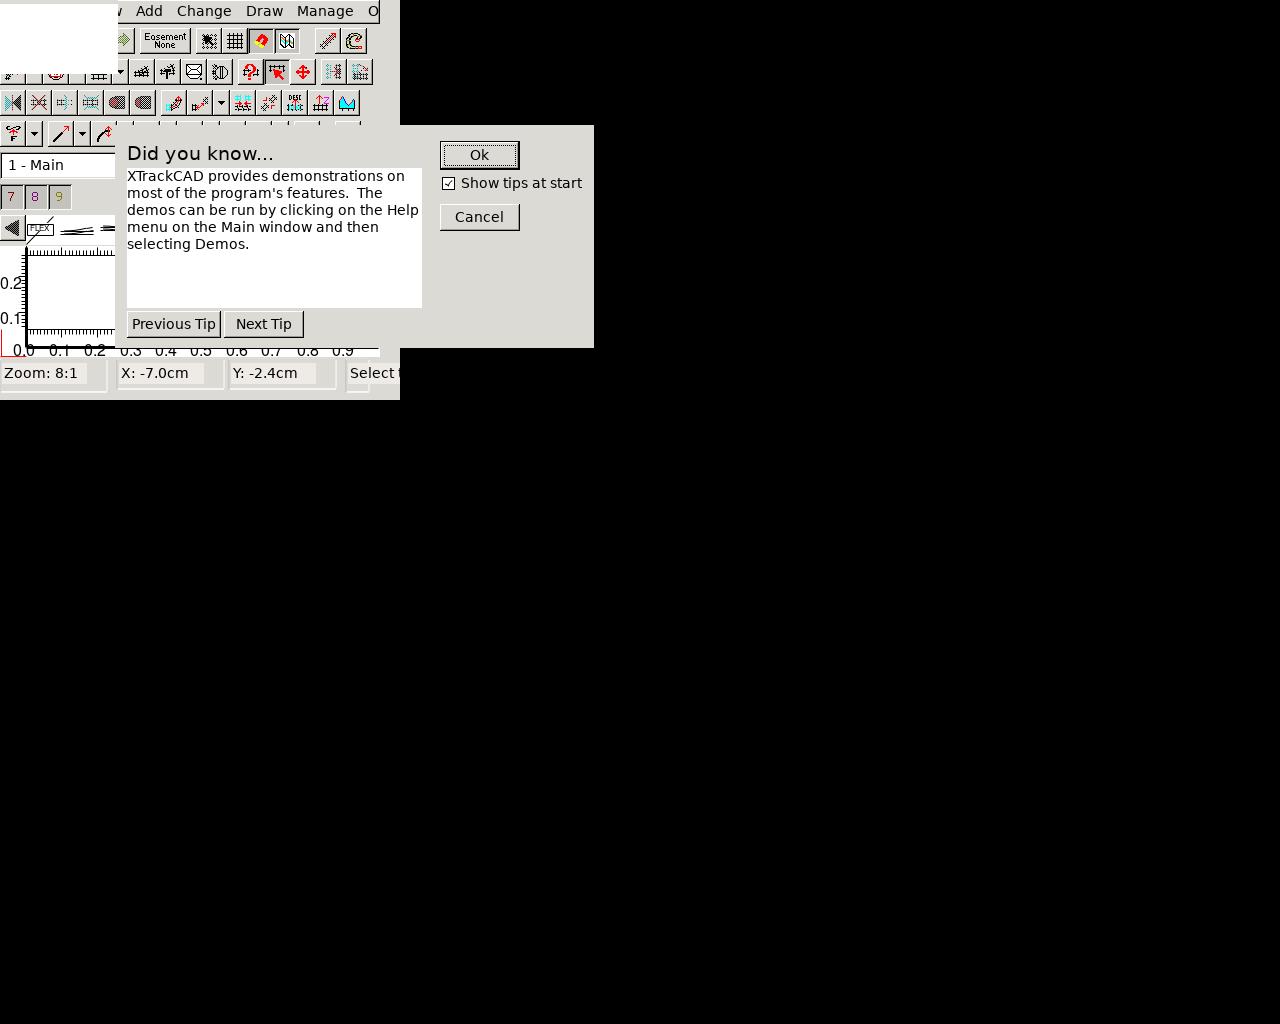 Add Change Draw Manage O
Easement
None
DESC
1 - Main
7 8 9
FLEX
0.2
0.1
0.0 0.1 0.2 0.3 0.4 0.5 0.6 0.7 0.8 0.9
Zoom: 8:1 X: -7.0cm Y: -2.4cm Select
Did you know...
XTrackCAD provides demonstrations on
most of the program's features.  The
demos can be run by clicking on the Help
menu on the Main window and then
selecting Demos.
Previous Tip Next Tip
Ok
Show tips at start
Cancel